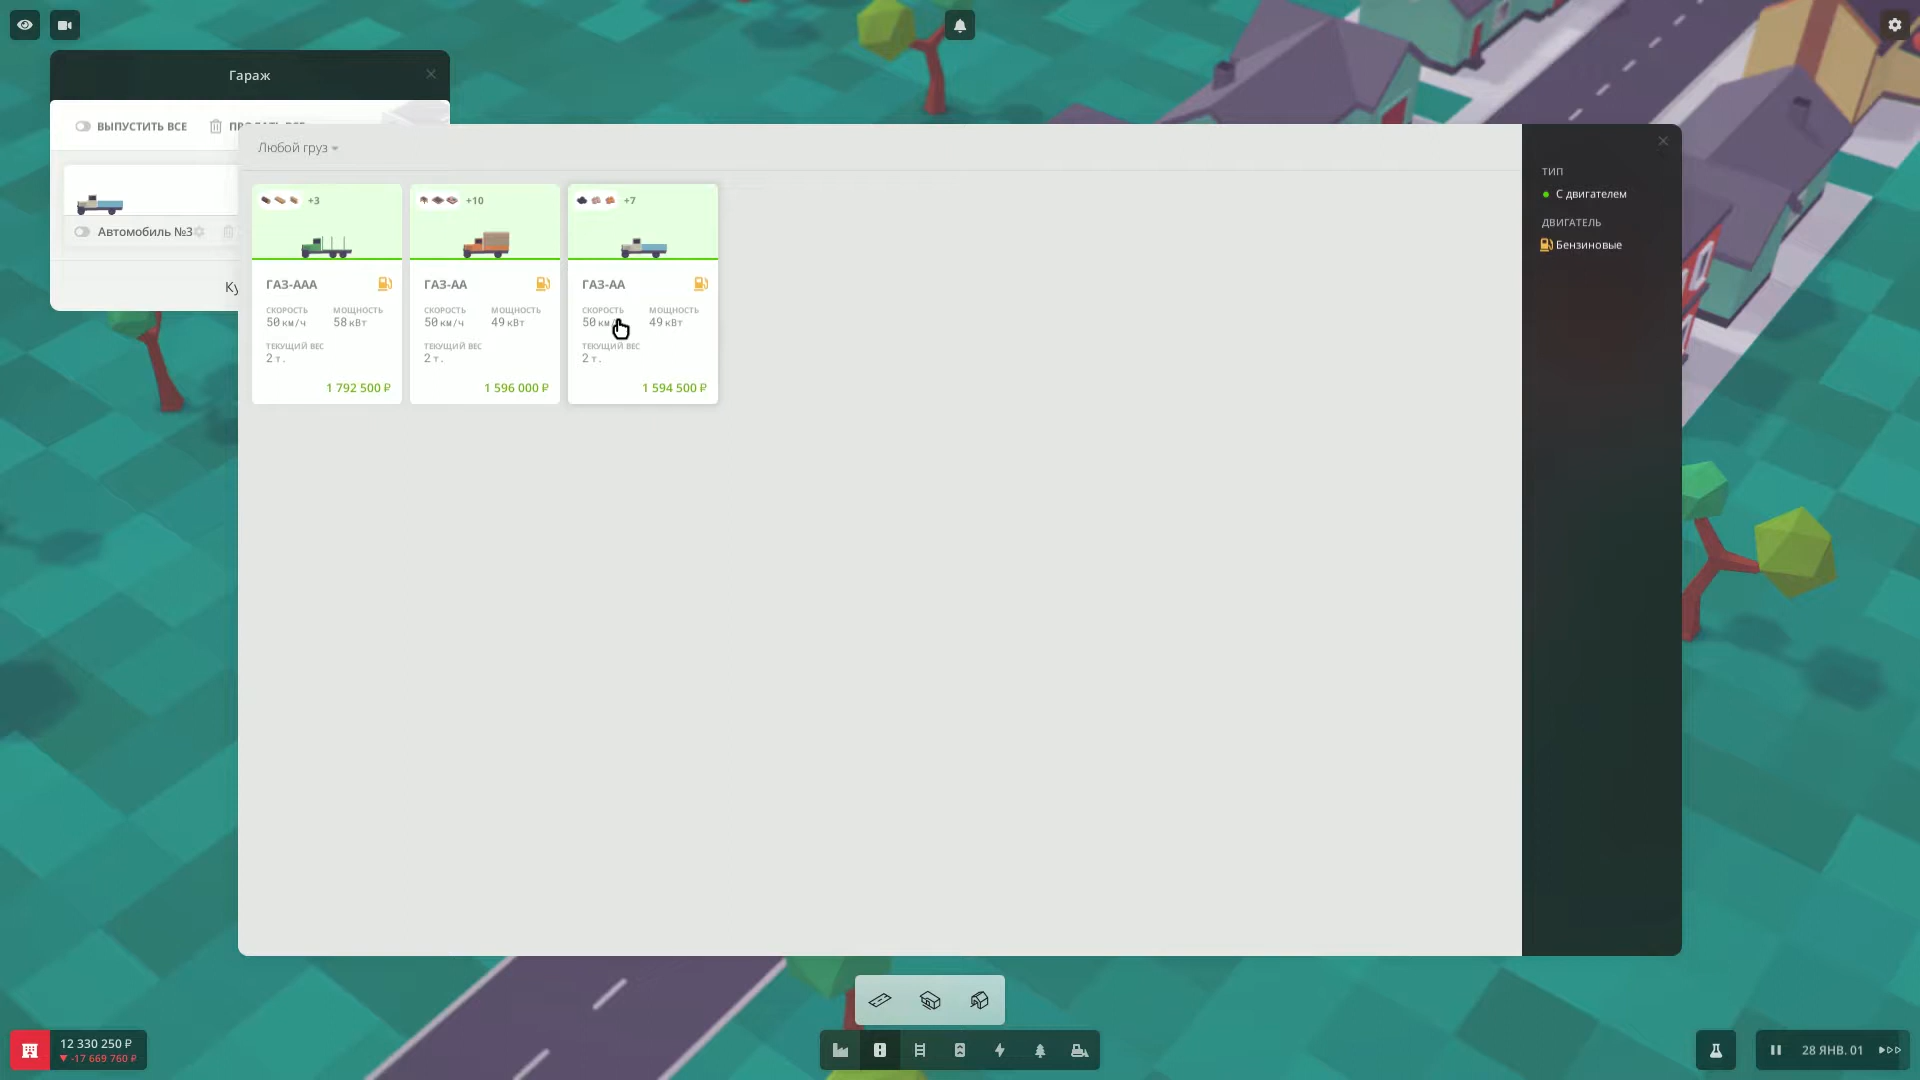 Гараж
ВЫПУСТИТЬ ВСЕ
Автомобиль №3
Любой груз
+3
ГАЗ-ААА
СКОРОСТЬ
МОЩНОСТЬ
50 км/ч
58 кВт
ТЕКУЩИЙ ВЕС
2 т.
1 792 500 ₽
+10
ГАЗ-АА
СКОРОСТЬ
МОЩНОСТЬ
50 км/ч
49 кВт
ТЕКУЩИЙ ВЕС
2 т.
1 596 000 ₽
+7
ГАЗ-АА
СКОРОСТЬ
МОЩНОСТЬ
50 км/
49 кВт
ТЕКУЩИЙ ВЕС
2 т.
1 594 500 ₽
ТИП
С двигателем
ДВИГАТЕЛЬ
Бензиновые
12 330 250 ₽
-17 669 760 ₽
28 ЯНВ. 01